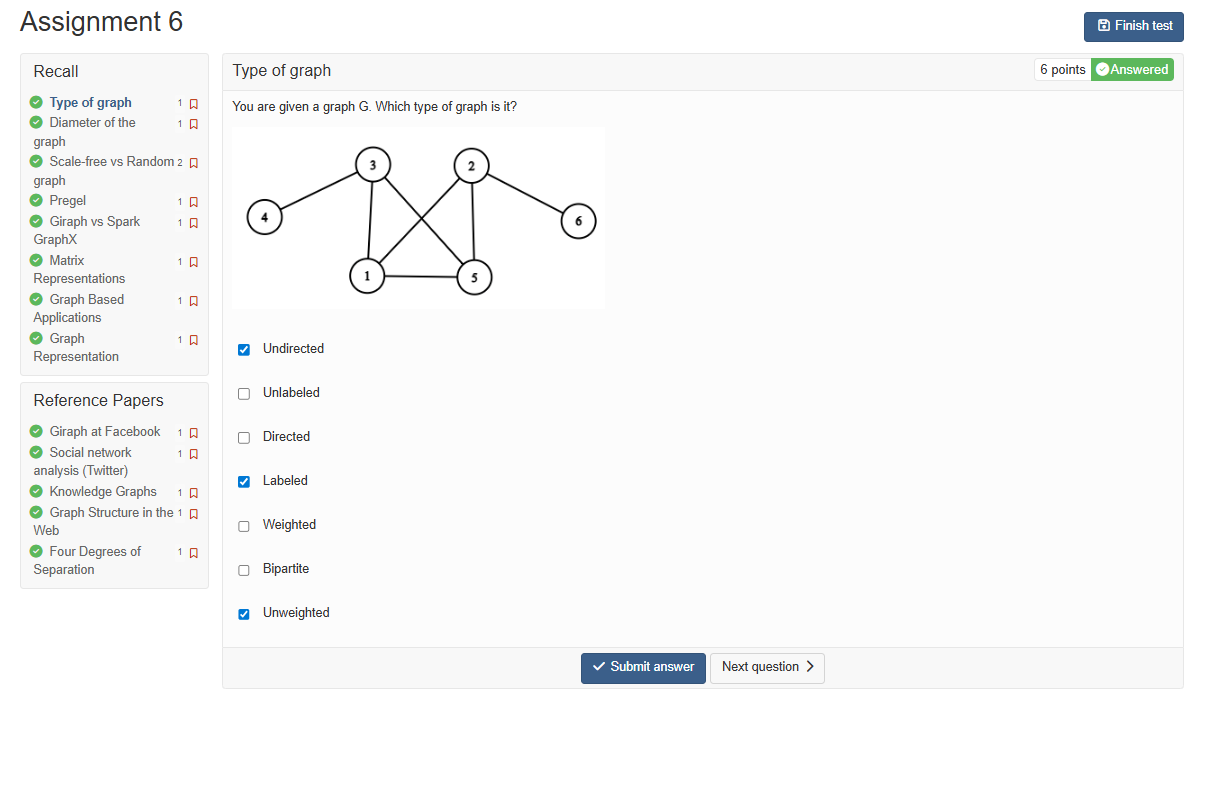 Assignment 6
Finish test
Recall
Type of graph 1
Diameter of the 1
graph
Scale-free vs Random 2
graph
Pregel 1
Giraph vs Spark 1
GraphX
Matrix 1
Representations
Graph Based 1
Applications
Graph 1
Representation
Reference Papers
Giraph at Facebook 1
Social network 1
analysis (Twitter)
Knowledge Graphs 1
Graph Structure in the 1
Web
Four Degrees of 1
Separation
Type of graph
6 points Answered
You are given a graph G. Which type of graph is it?
3 2
4 6
1 5
Undirected
Unlabeled
Directed
Labeled
Weighted
Bipartite
Unweighted
Submit answer Next question